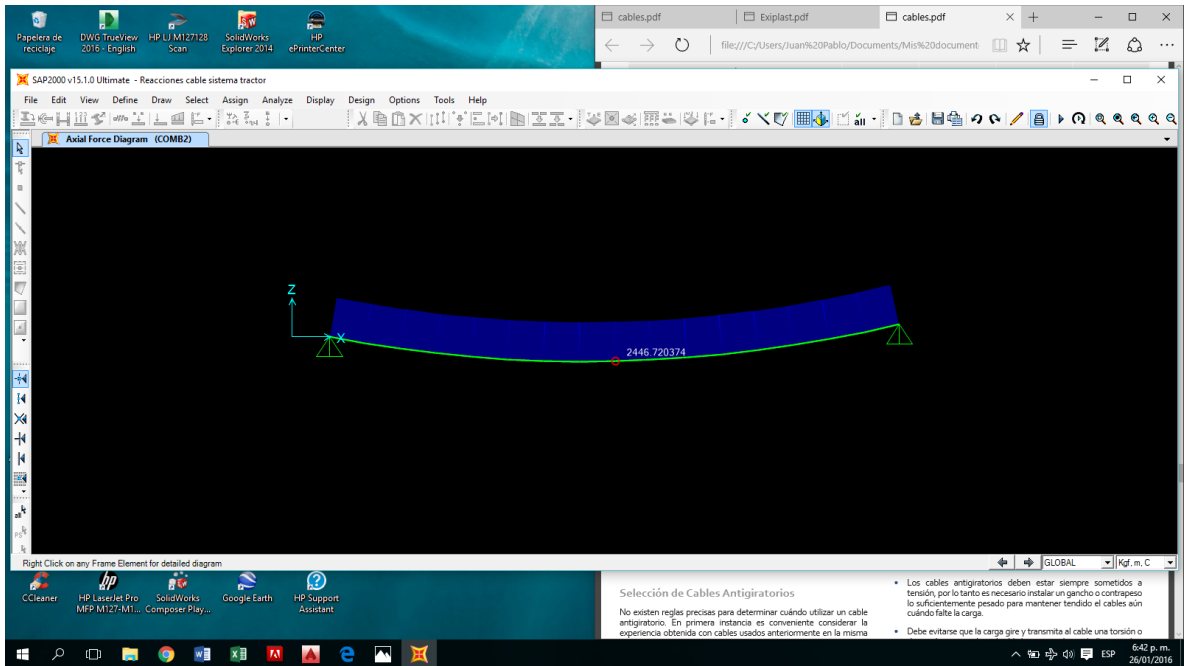 Papelera de reciclaje
DWG TrueView 2016 - English
HP LJ M127128 Scan
SolidWorks Explorer 2014
HP ePrinterCenter
cables.pdf
Exiplast.pdf
cables.pdf
file:///C:/Users/Juan%20Pablo/Documents/Mis%20document
SAP2000 v15.1.0 Ultimate - Reacciones cable sistema tractor
File Edit View Define Draw Select Assign Analyze Display Design Options Tools Help
all
Axial Force Diagram (COMB2)
Z
X
2446.720374
Right Click on any Frame Element for detailed diagram
GLOBAL
Kgf, m, C
CCleaner
HP LaserJet Pro MFP M127-M1...
SolidWorks Composer Play...
Google Earth
HP Support Assistant
Selección de Cables Antigiratorios
No existen reglas precisas para determinar cuándo utilizar un cable
antigiratorio. En primera instancia es conveniente considerar la
experiencia obtenida con cables usados anteriormente en la misma
• Los cables antigiratorios deben estar siempre sometidos a
tensión, por lo tanto es necesario instalar un gancho o contrapeso
lo suficientemente pesado para mantener tendido el cables aún
cuándo falte la carga.
• Debe evitarse que la carga gire y transmita al cable una torsión o
ESP
6:42 p. m.
26/01/2016